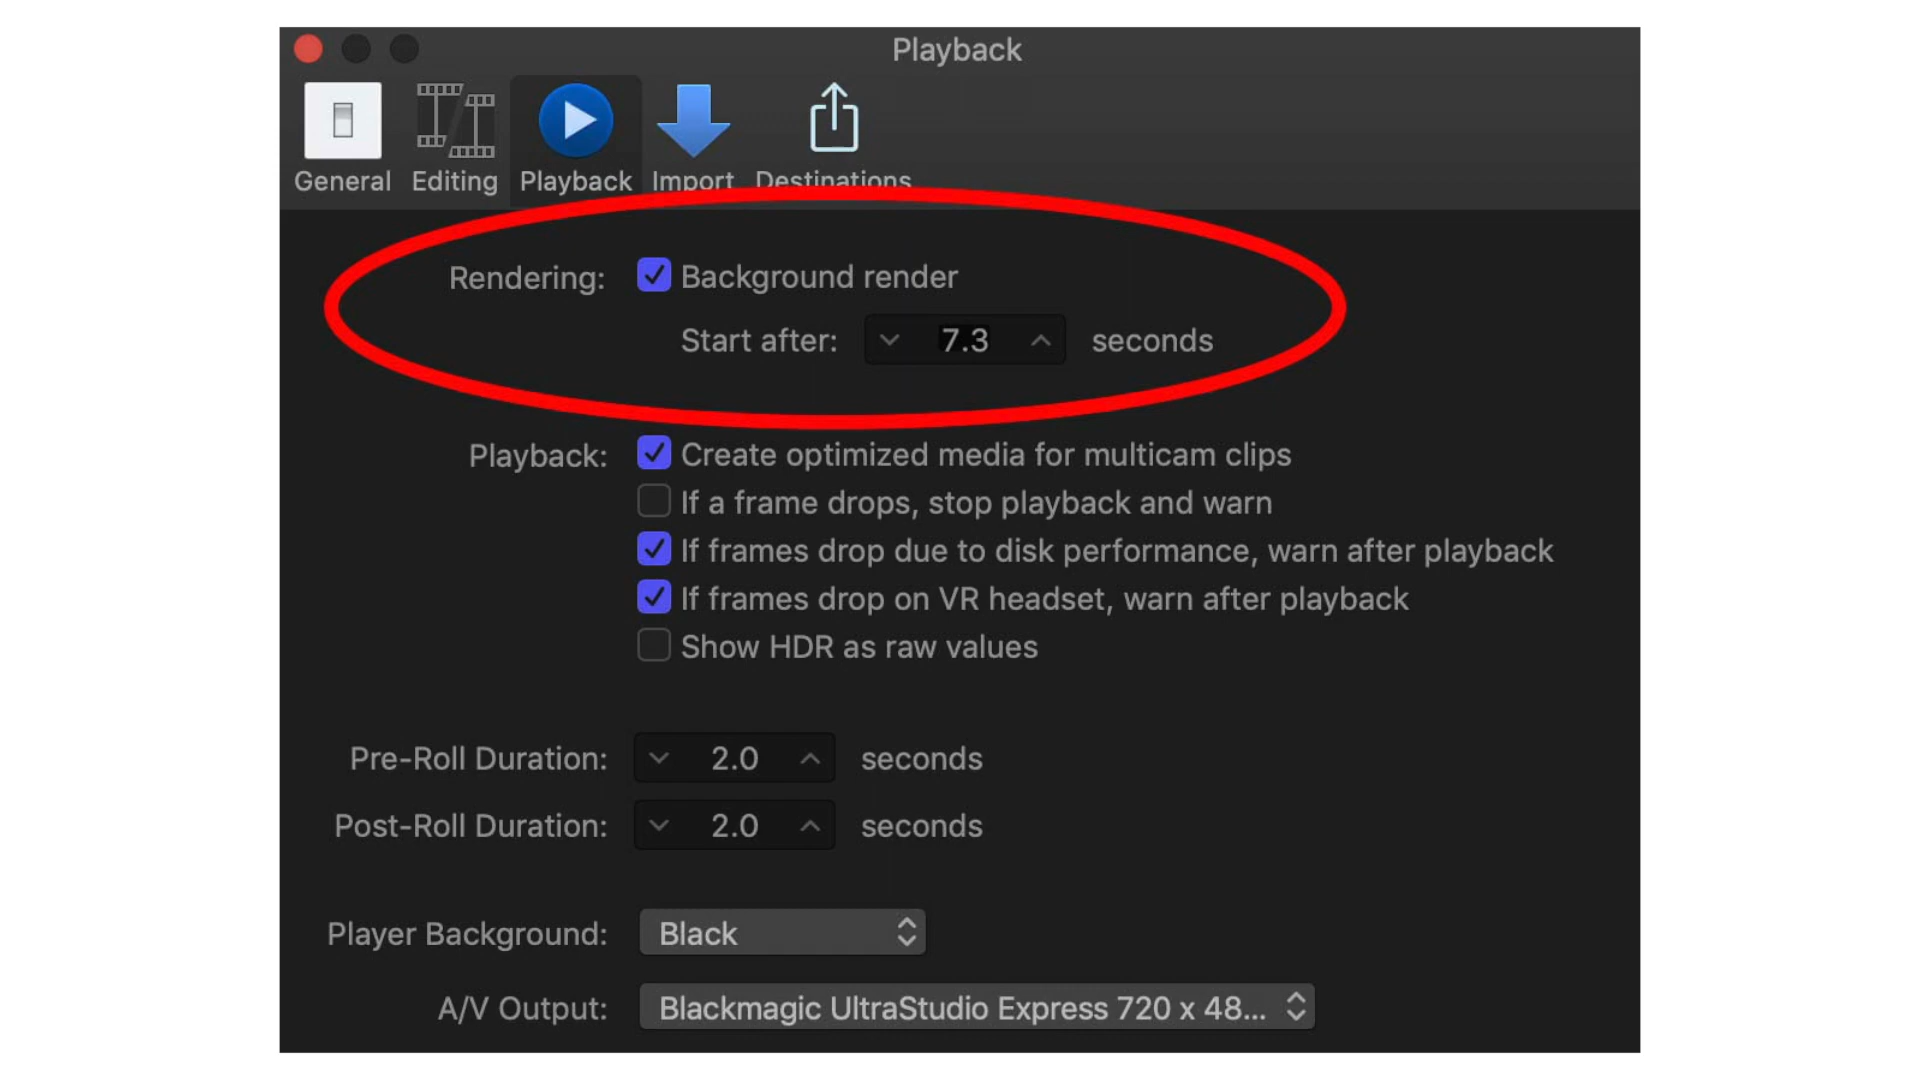 Playback
General Editing Playback Import Destinations
Rendering: Background render
Start after: 7.3 seconds
Playback: Create optimized media for multicam clips
If a frame drops, stop playback and warn
If frames drop due to disk performance, warn after playback
If frames drop on VR headset, warn after playback
Show HDR as raw values
Pre-Roll Duration: 2.0 seconds
Post-Roll Duration: 2.0 seconds
Player Background: Black
A/V Output: Blackmagic UltraStudio Express 720 x 48...